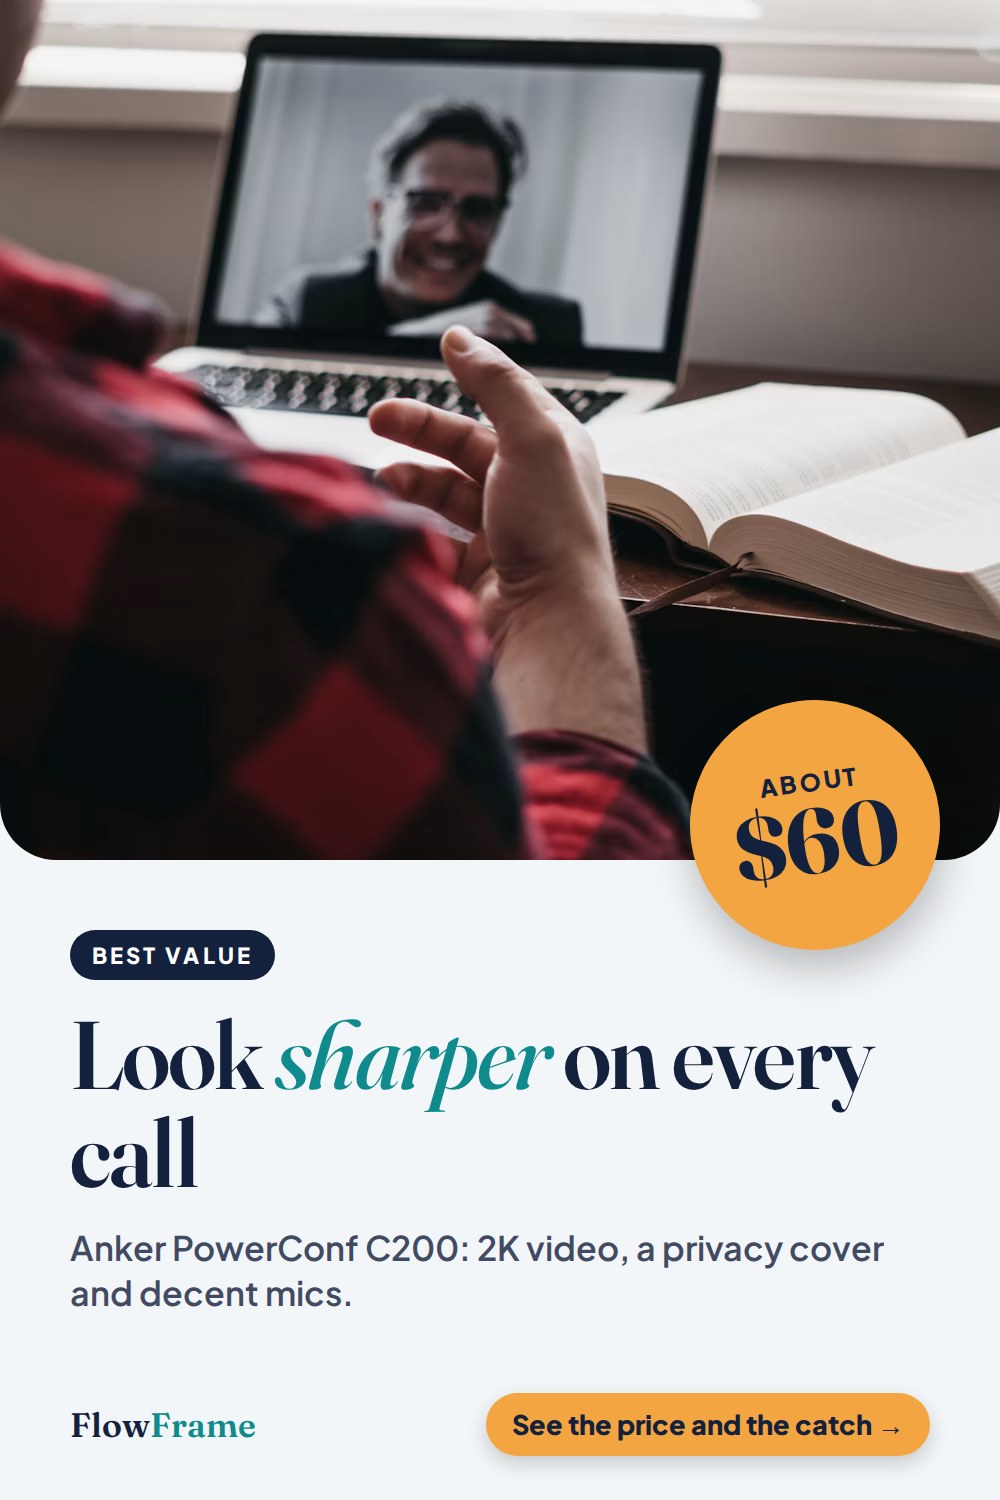 ABOUT
$60
BEST VALUE
Look sharper on every
call
Anker PowerConf C200: 2K video, a privacy cover
and decent mics.
FlowFrame
See the price and the catch →